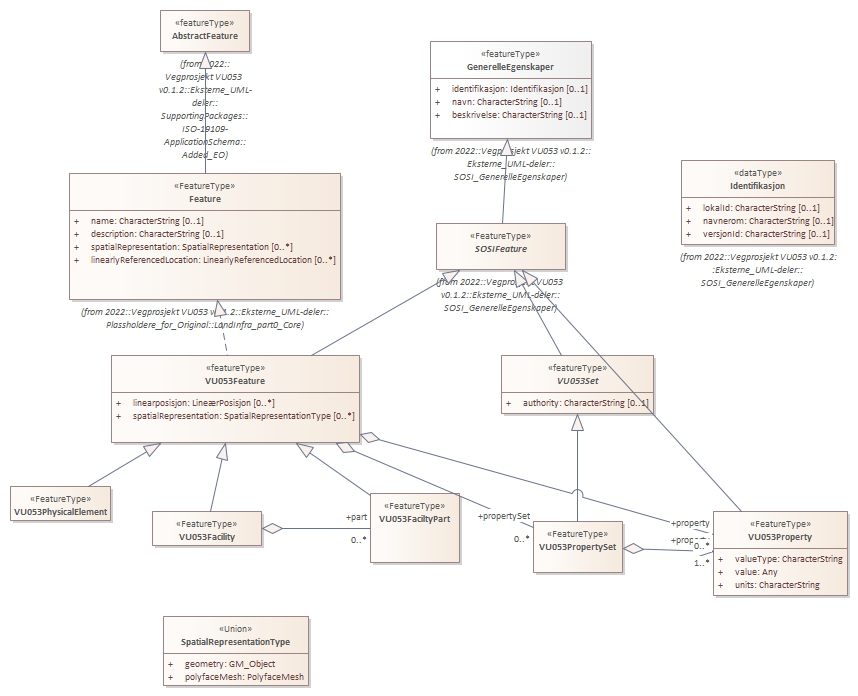 «featureType»
AbstractFeature
(from 2022::
Vegprosjekt VU053
v0.1.2::Eksterne_UML-
deler::
SupportingPackages::
ISO-19109-
ApplicationSchema::
Added_EO)
«featureType»
GenerelleEgenskaper
+ identifikasjon: Identifikasjon [0..1]
+ navn: CharacterString [0..1]
+ beskrivelse: CharacterString [0..1]
(from 2022::Vegprosjekt VU053 v0.1.2::
Eksterne_UML-deler::
SOSI_GenerelleEgenskaper)
«FeatureType»
Feature
+ name: CharacterString [0..1]
+ description: CharacterString [0..1]
+ spatialRepresentation: SpatialRepresentation [0..*]
+ linearlyReferencedLocation: LinearlyReferencedLocation [0..*]
(from 2022::Vegprosjekt VU053 v0.1.2::Eksterne_UML-deler::
Plassholdere_for_Original::LandInfra_part0_Core)
«dataType»
Identifikasjon
+ lokalId: CharacterString [0..1]
+ navnerom: CharacterString [0..1]
+ versjonId: CharacterString [0..1]
(from 2022::Vegprosjekt VU053 v0.1.2:
:Eksterne_UML-deler::
SOSI_GenerelleEgenskaper)
«FeatureType»
SOSIFeature
(from 2022::Vegprosjekt VU053
v0.1.2::Eksterne_UML-deler::
SOSI_GenerelleEgenskaper)
«featureType»
VU053Feature
+ linearposisjon: LineærPosisjon [0..*]
+ spatialRepresentation: SpatialRepresentationType [0..*]
«featureType»
VU053Set
+ authority: CharacterString [0..1]
«FeatureType»
VU053PhysicalElement
«FeatureType»
VU053Facility
+part
0..*
«FeatureType»
VU053FaciltyPart
+propertySet
0..*
«FeatureType»
VU053PropertySet
+property
0..*
1..*
«FeatureType»
VU053Property
+ valueType: CharacterString
+ value: Any
+ units: CharacterString
«Union»
SpatialRepresentationType
+ geometry: GM_Object
+ polyfaceMesh: PolyfaceMesh